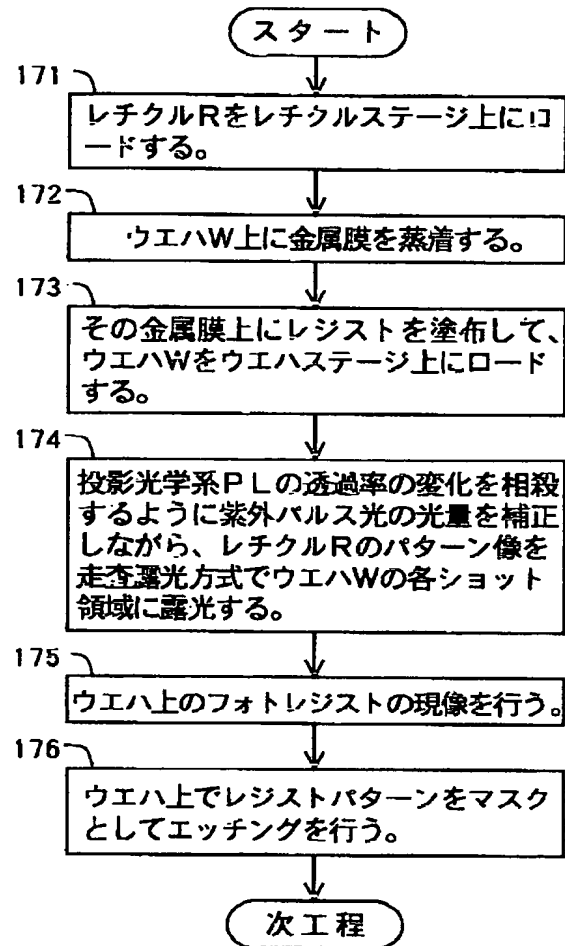 スタート
171
レチクルRをレチクルステージ上にロ
ードする。
172
ウエハW上に金属膜を蒸着する。
173
その金属膜上にレジストを塗布して、
ウエハWをウエハステージ上にロード
する。
174
投影光学系PLの透過率の変化を相殺
するように紫外パルス光の光量を補正
しながら、レチクルRのパターン像を
走査露光方式でウエハWの各ショット
領域に露光する。
175
ウエハ上のフォトレジストの現像を行う。
176
ウエハ上でレジストパターンをマスク
としてエッチングを行う。
次工程